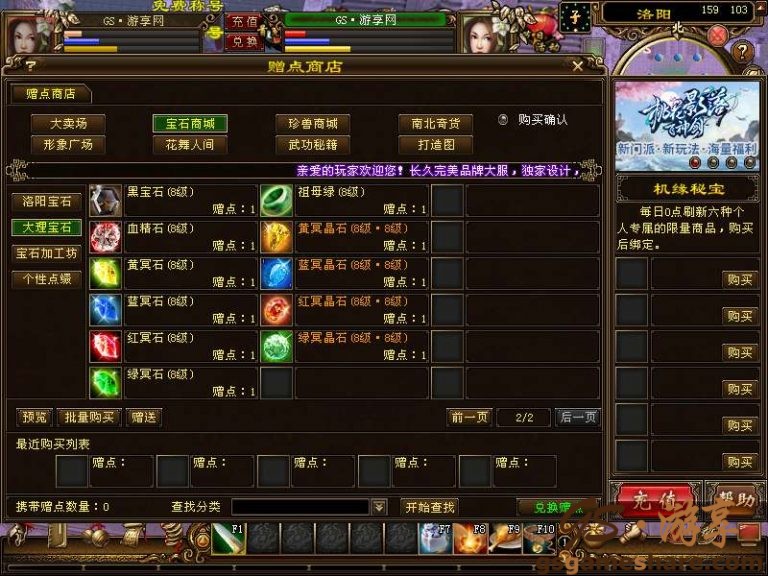 免费称号
GS·游享网
充值
兑换
GS·游享网
洛阳
159 103
北
赠点商店
赠点商店
大卖场
宝石商城
珍兽商城
南北奇货
购买确认
形象广场
花舞人间
武功秘籍
打造图
亲爱的玩家欢迎您！长久完美品牌大服，独家设计，
新门派·新玩法·海量福利
洛阳宝石
大理宝石
宝石加工坊
个性点缀
黑宝石(8级)
赠点：1
祖母绿(8级)
赠点：1
血精石(8级)
赠点：1
黄冥晶石(8级·8级)
赠点：1
黄冥石(8级)
赠点：1
蓝冥晶石(8级·8级)
赠点：1
蓝冥石(8级)
赠点：1
红冥晶石(8级·8级)
赠点：1
红冥石(8级)
赠点：1
绿冥晶石(8级·8级)
赠点：1
绿冥石(8级)
赠点：1
机缘秘宝
每日0点刷新六种个
人专属的限量商品，购买
后绑定。
购买
购买
购买
购买
购买
购买
预览
批量购买
赠送
前一页
2/2
后一页
最近购买列表
赠点：
赠点：
赠点：
赠点：
赠点：
携带赠点数量：0
查找分类
开始查找
兑换赠点
充值
帮助
F1
F7
F8
F9
F10
游享
gsgameshare.com